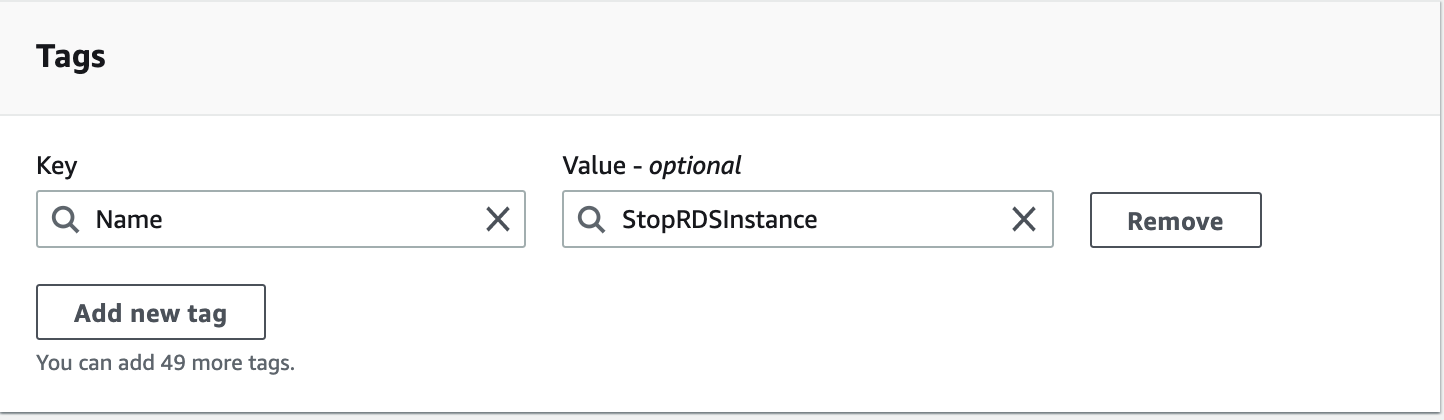 Tags
Key
Value - optional
Name
StopRDSInstance
Remove
Add new tag
You can add 49 more tags.